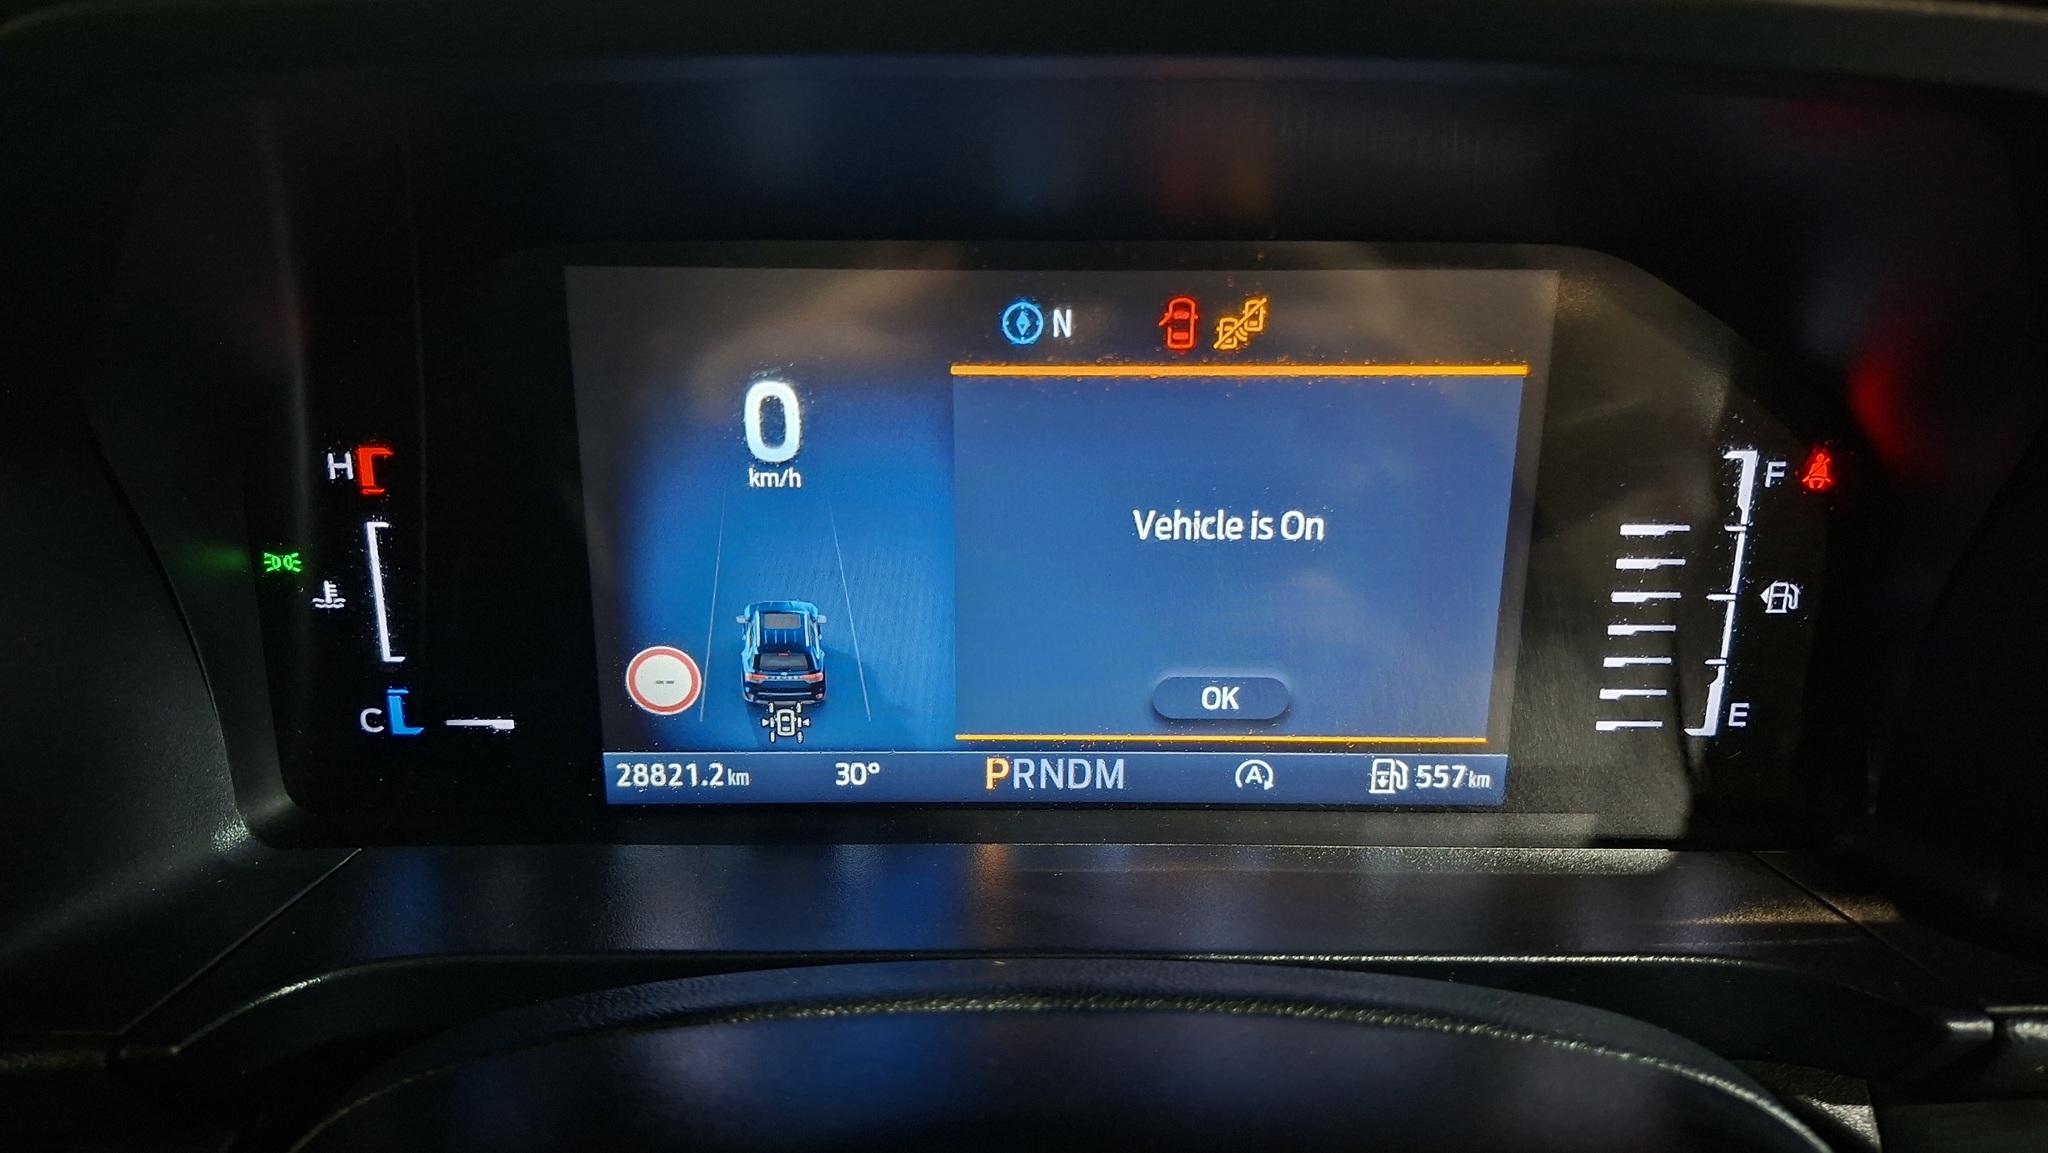 N
0
km/h
H
F
Vehicle is On
--
C
E
OK
28821.2 km
30°
PRNDM
A
557 km